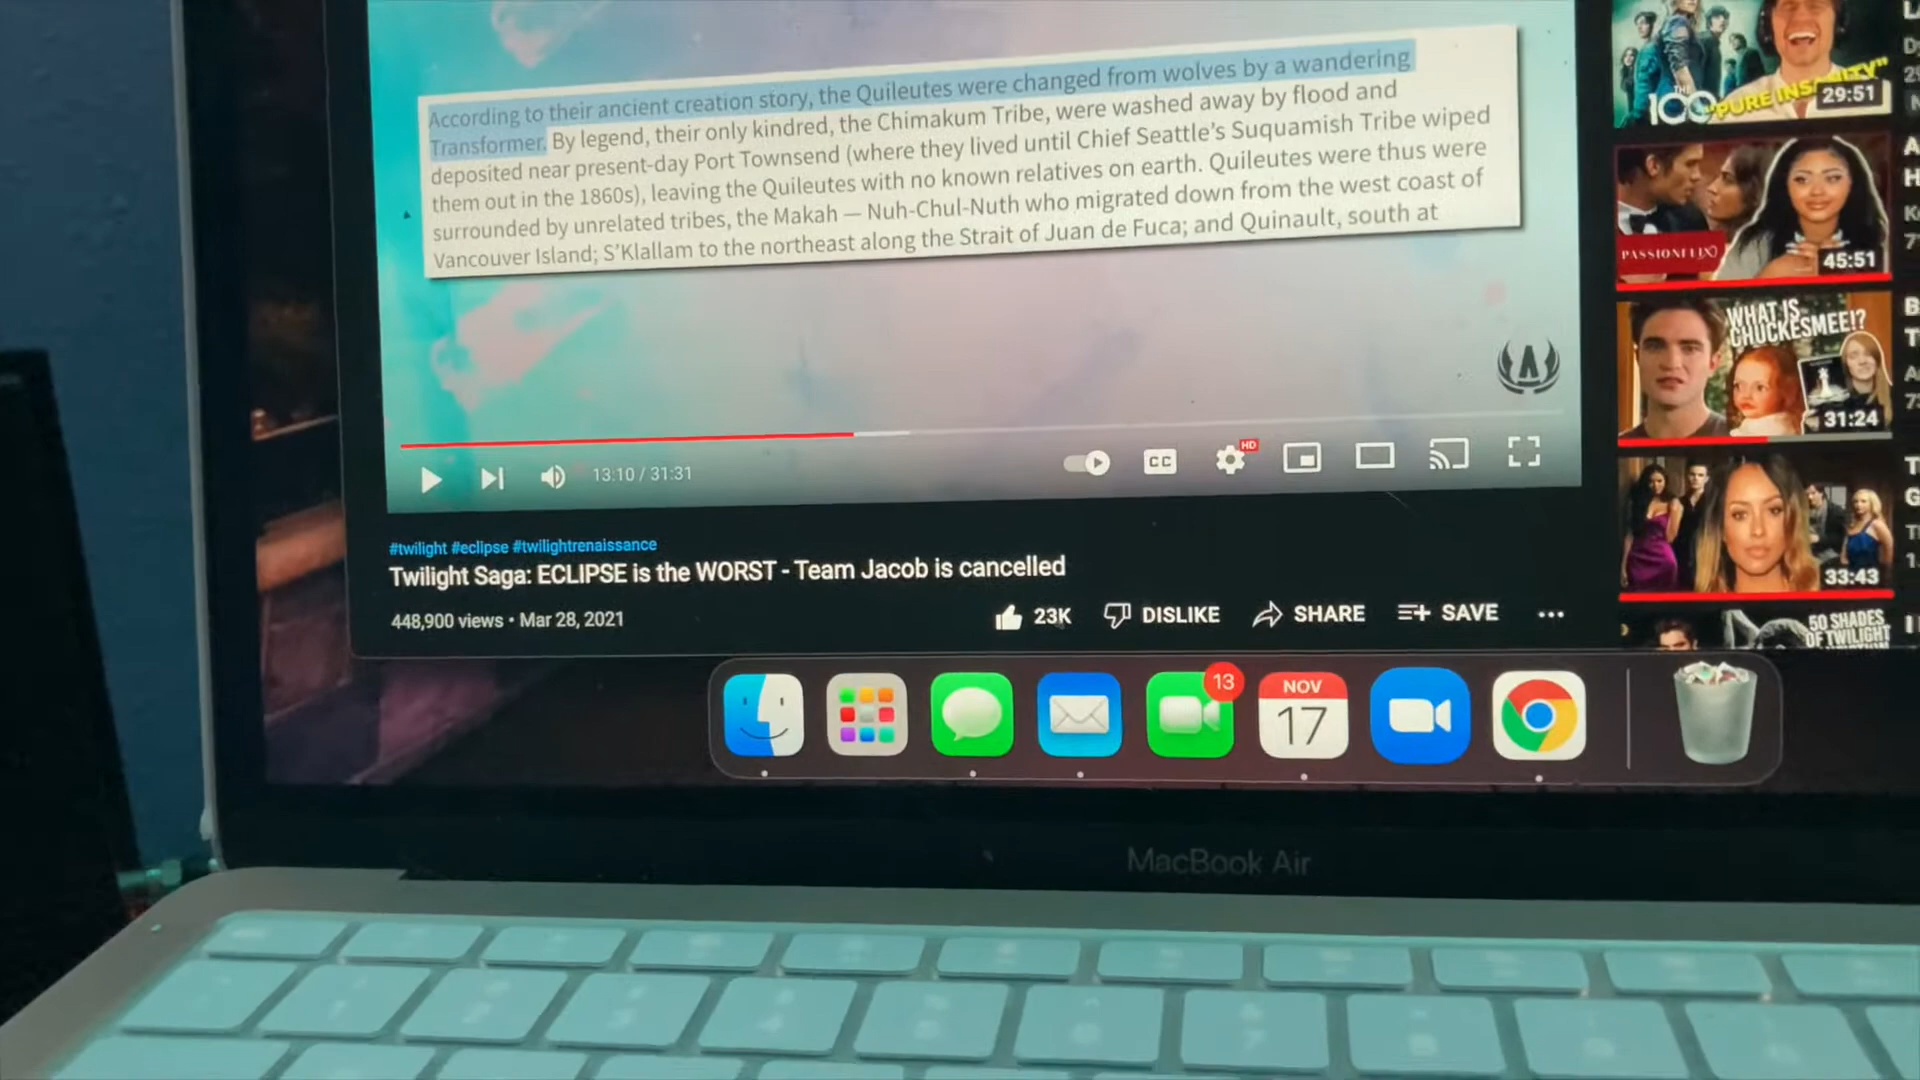 According to their ancient creation story, the Quileutes were changed from wolves by a wandering
Transformer. By legend, their only kindred, the Chimakum Tribe, were washed away by flood and
deposited near present-day Port Townsend (where they lived until Chief Seattle's Suquamish Tribe wiped
them out in the 1860s), leaving the Quileutes with no known relatives on earth. Quileutes were thus were
surrounded by unrelated tribes, the Makah — Nuh-Chul-Nuth who migrated down from the west coast of
Vancouver Island; S'Klallam to the northeast along the Strait of Juan de Fuca; and Quinault, south at
A
13:10 / 31:31
CC
HD
#twilight #eclipse #twilightrenaissance
Twilight Saga: ECLIPSE is the WORST - Team Jacob is cancelled
448,900 views • Mar 28, 2021
23K
DISLIKE
SHARE
SAVE
THE
100
29:51
PASSIONFLIX
45:51
WHAT IS
CHUCKESMEE!?
31:24
33:43
50 SHADES
OF TWILIGHT
13
NOV
17
MacBook Air